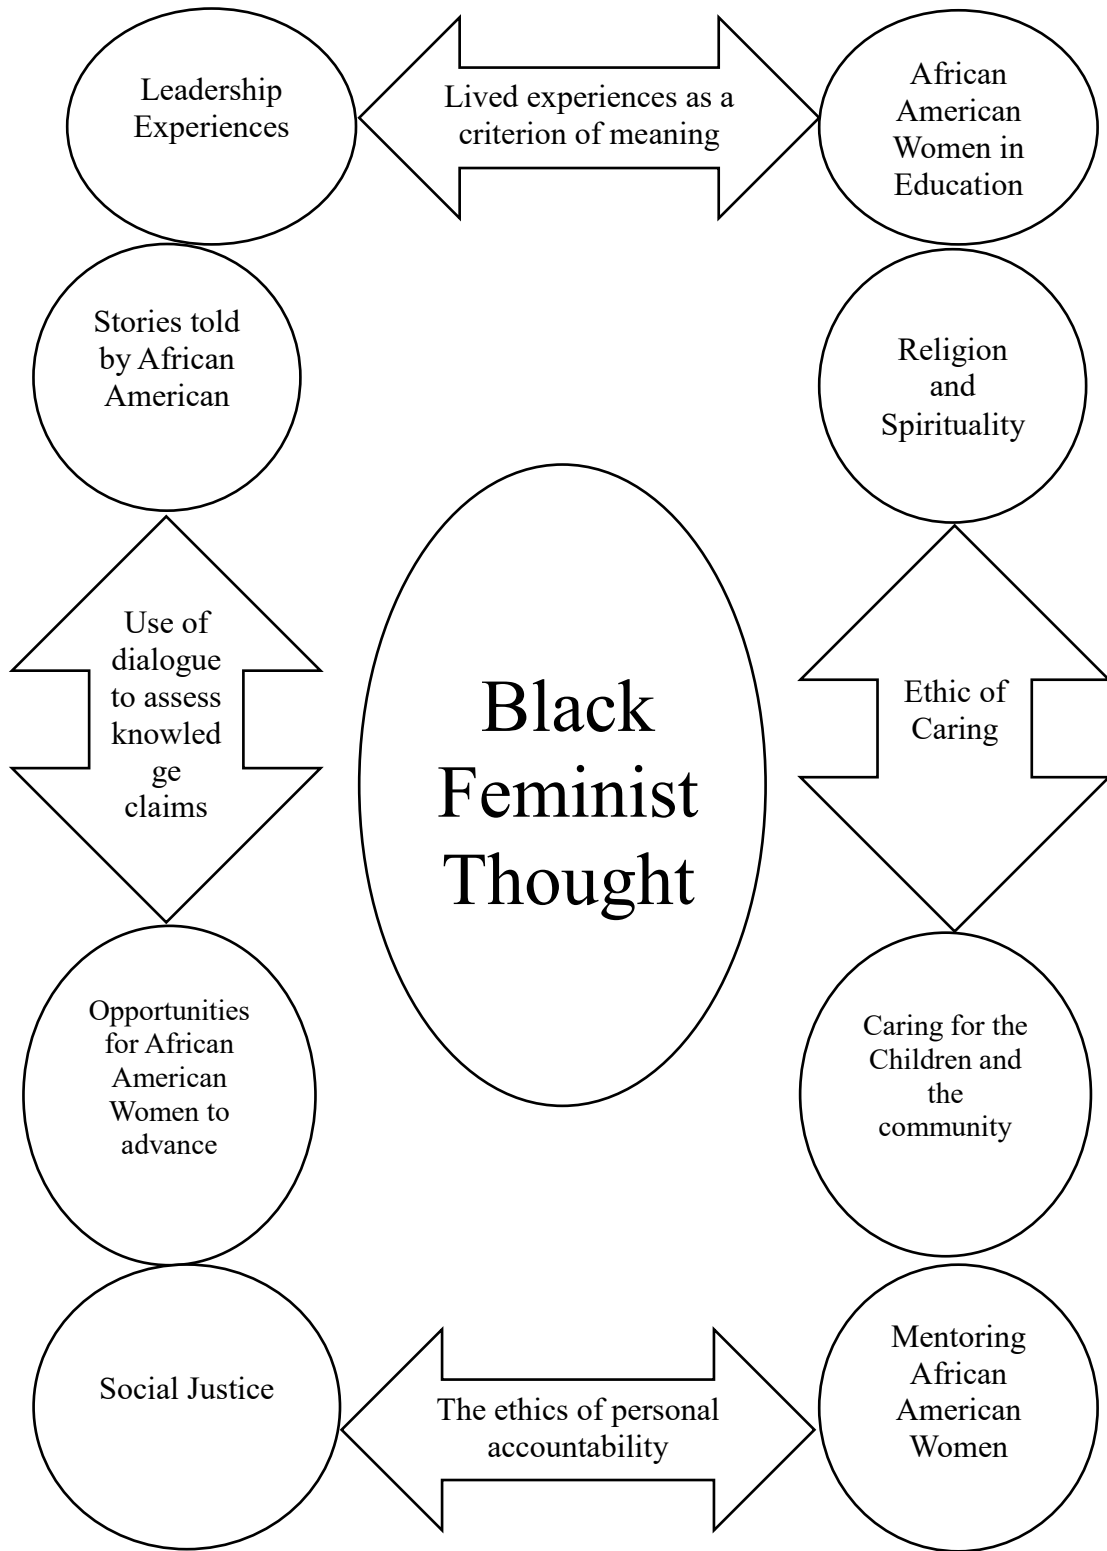 Leadership
Experiences
Lived experiences as a
criterion of meaning
African
American
Women in
Education
Stories told
by African
American
Religion
and
Spirituality
Use of
dialogue
to assess
knowled
ge
claims
Black
Feminist
Thought
Ethic of
Caring
Opportunities
for African
American
Women to
advance
Caring for the
Children and
the
community
Social Justice
The ethics of personal
accountability
Mentoring
African
American
Women